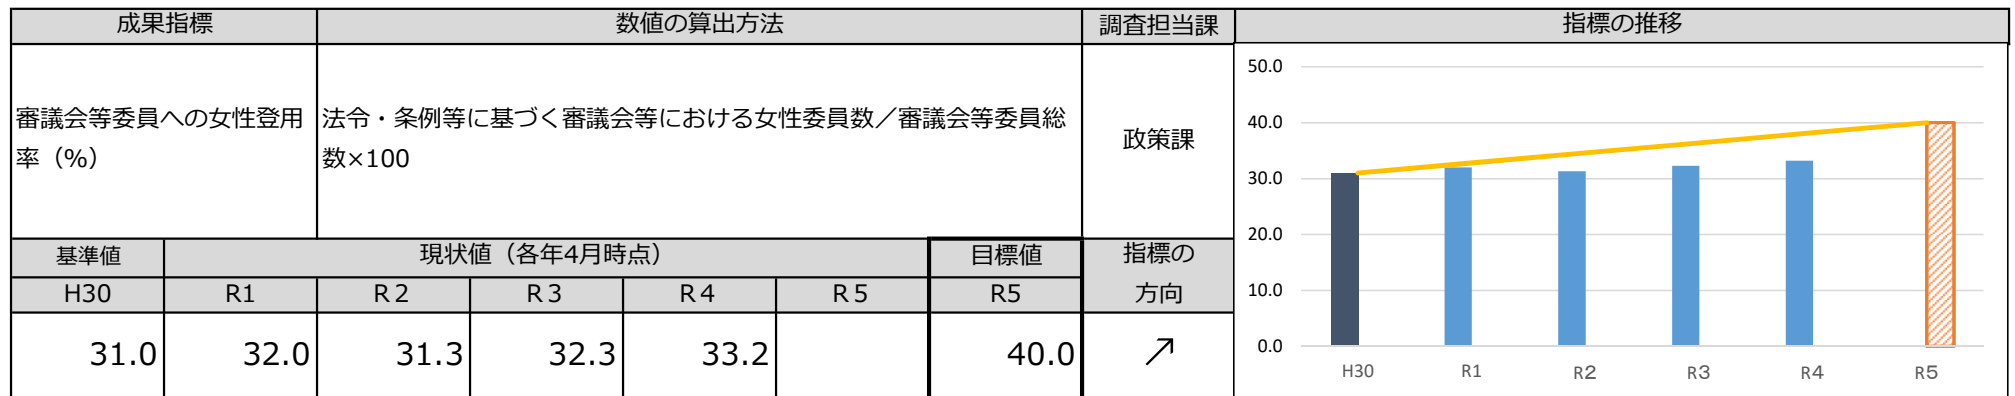 成果指標 数値の算出方法 調査担当課 指標の推移
審議会等委員への女性登用
率（%）
法令・条例等に基づく審議会等における女性委員数／審議会等委員総
数×100
政策課
基準値 現状値（各年4月時点） 目標値 指標の
H30 R1 R２ R３ R４ R５ R5 方向
31.0 32.0 31.3 32.3 33.2 40.0 ↗
50.0
40.0
30.0
20.0
10.0
0.0
H30 R1 R２ R３ R４ R５